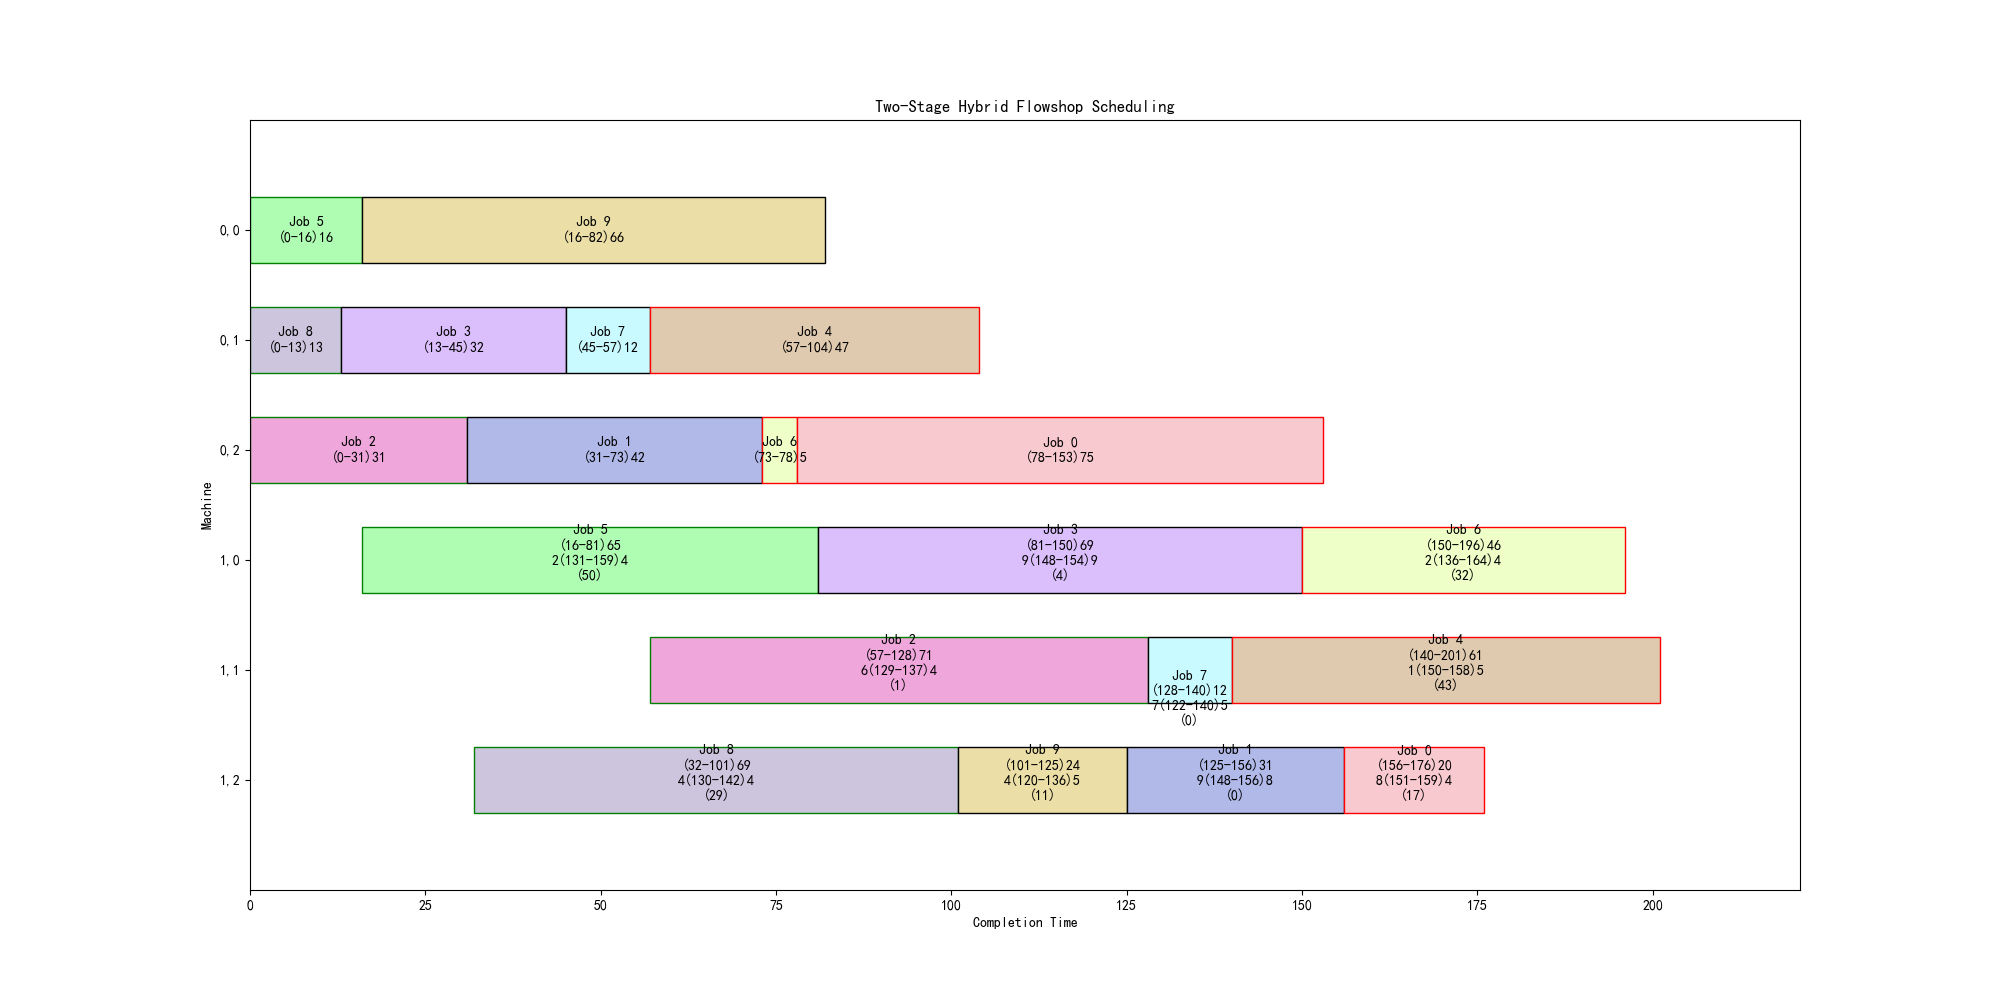 Two-Stage Hybrid Flowshop Scheduling
0,0
Job 5
(0-16)16
Job 9
(16-82)66
0,1
Job 8
(0-13)13
Job 3
(13-45)32
Job 7
(45-57)12
Job 4
(57-104)47
0,2
Job 2
(0-31)31
Job 1
(31-73)42
Job 6
(73-78)5
Job 0
(78-153)75
Machine
1,0
Job 5
(16-81)65
2(131-159)4
(50)
Job 3
(81-150)69
9(148-154)9
(4)
Job 6
(150-196)46
2(136-164)4
(32)
1,1
Job 2
(57-128)71
6(129-137)4
(1)
Job 7
(128-140)12
7(122-140)5
(0)
Job 4
(140-201)61
1(150-158)5
(43)
1,2
Job 8
(32-101)69
4(130-142)4
(29)
Job 9
(101-125)24
4(120-136)5
(11)
Job 1
(125-156)31
9(148-156)8
(0)
Job 0
(156-176)20
8(151-159)4
(17)
0 25 50 75 100 125 150 175 200
Completion Time